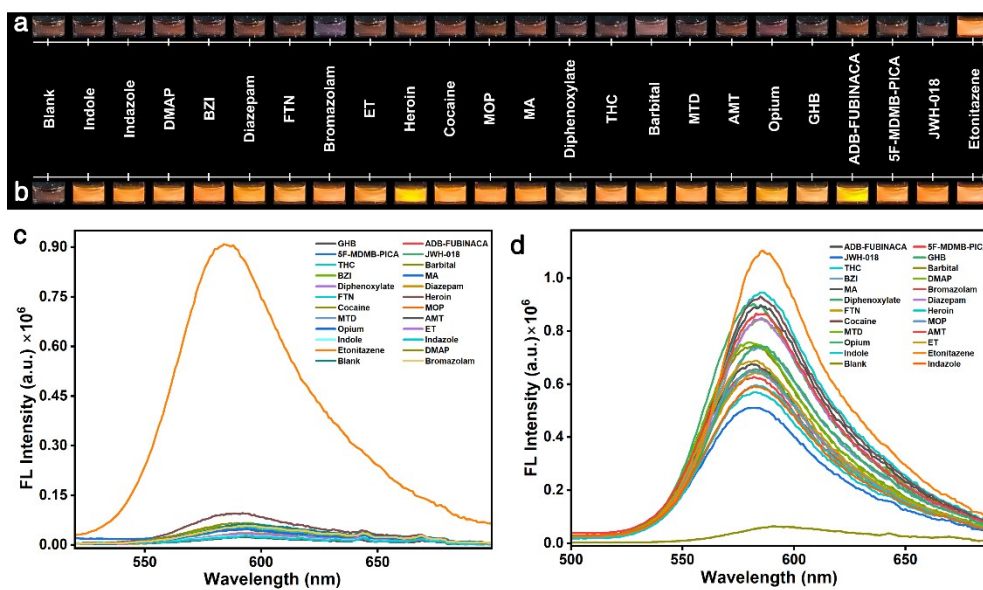 a
Blank
Indole
Indazole
DMAP
BZI
Diazepam
FTN
Bromazolam
ET
Heroin
Cocaine
MOP
MA
Diphenoxylate
THC
Barbital
MTD
AMT
Opium
GHB
ADB-FUBINACA
5F-MDMB-PICA
JWH-018
Etonitazene
b
c
FL Intensity (a.u.) ×10⁶
0.90
0.75
0.60
0.45
0.30
0.15
0.00
GHB ADB-FUBINACA
5F-MDMB-PICA JWH-018
THC Barbital
BZI MA
Diphenoxylate Diazepam
FTN Heroin
Cocaine MOP
MTD AMT
Opium ET
Indole Indazole
Etonitazene DMAP
Blank Bromazolam
550 600 650
Wavelength (nm)
d
FL Intensity (a.u.) ×10⁶
1.2
1.0
0.8
0.6
0.4
0.2
0.0
ADB-FUBINACA 5F-MDMB-PICA
JWH-018 GHB
THC Barbital
BZI DMAP
MA Bromazolam
Diphenoxylate Diazepam
FTN Heroin
Cocaine MOP
MTD AMT
Opium ET
Indole Etonitazene
Blank Indazole
500 550 600 650
Wavelength (nm)